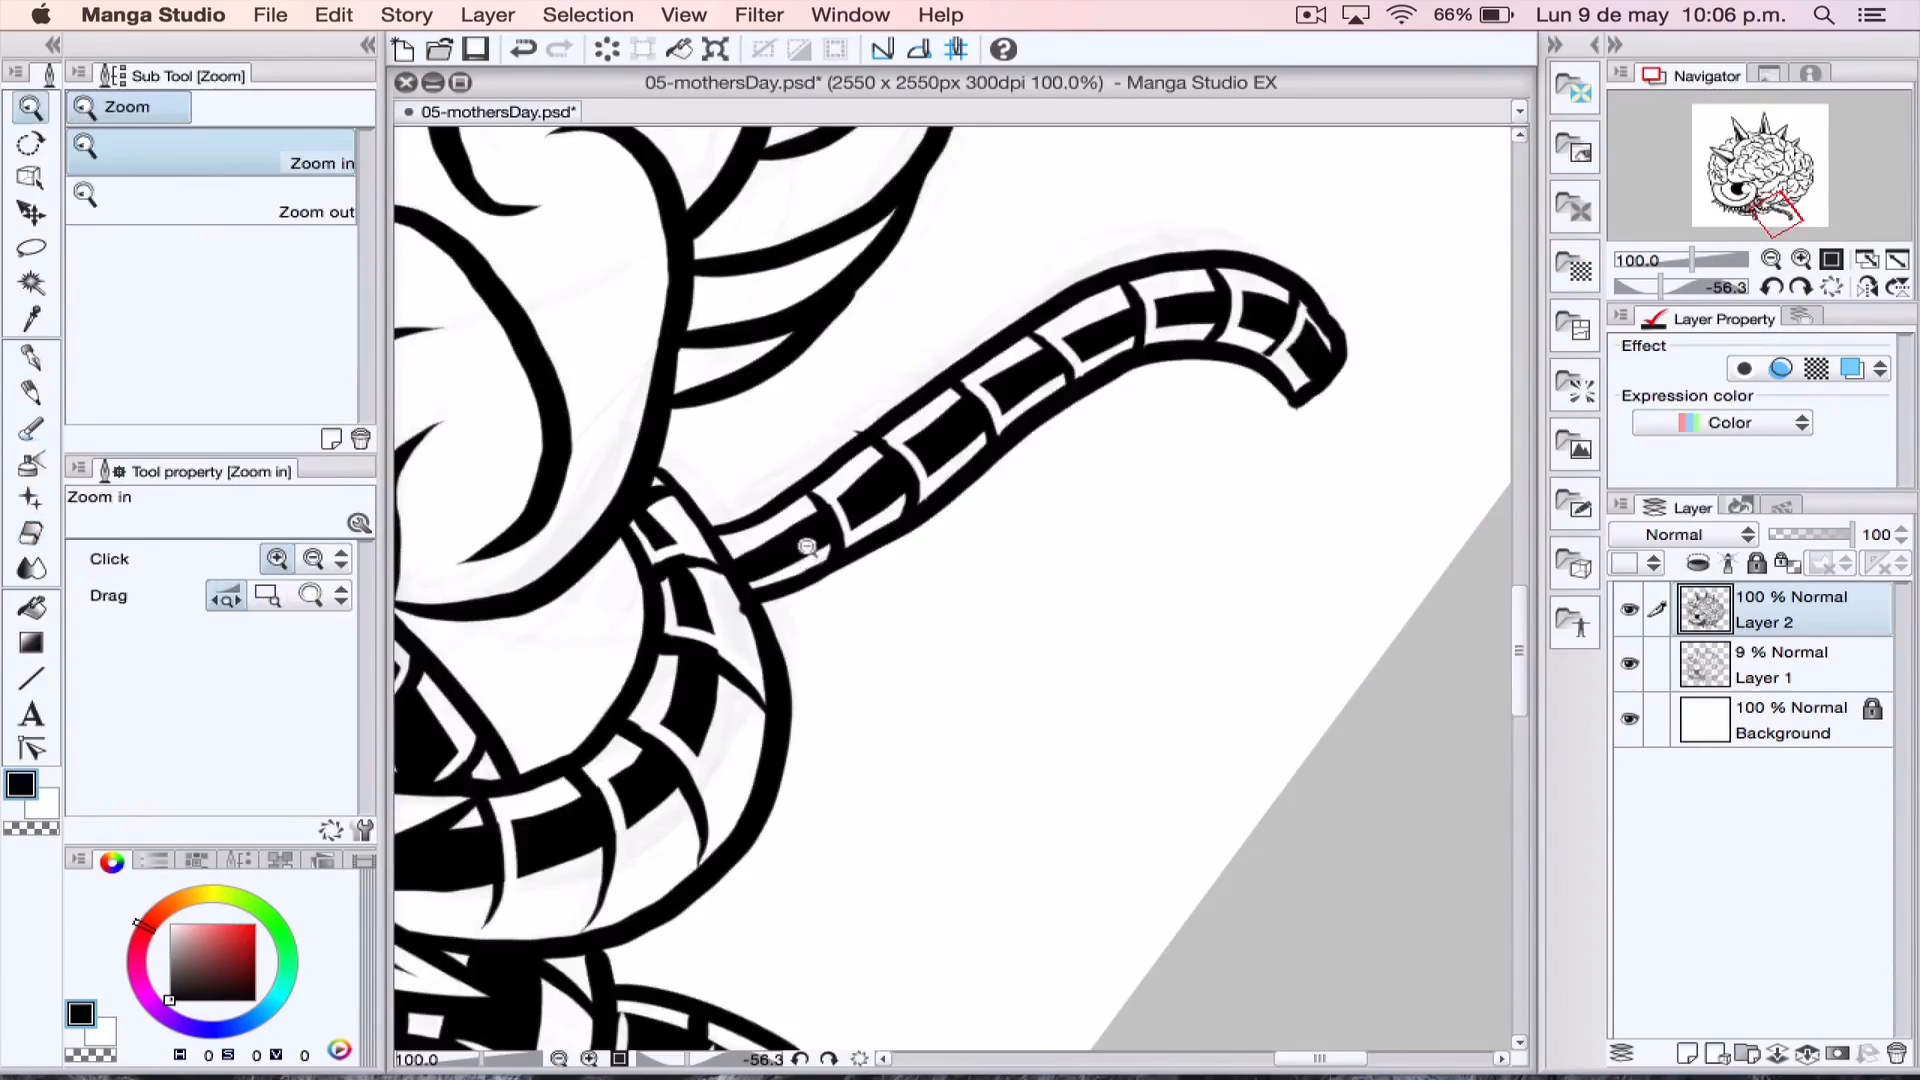 Manga Studio File Edit Story Layer Selection View Filter Window Help 66% Lun 9 de may 10:06 p.m.
Sub Tool [Zoom]
Zoom
Zoom in
Zoom out
Tool property [Zoom in]
Zoom in
Click
Drag
H 0 S 0 V 0
05-mothersDay.psd* (2550 x 2550px 300dpi 100.0%) - Manga Studio EX
05-mothersDay.psd*
100.0
-56.3
Navigator
100.0
-56.3
Layer Property
Effect
Expression color
Color
Layer
Normal 100
100 % Normal
Layer 2
9 % Normal
Layer 1
100 % Normal
Background